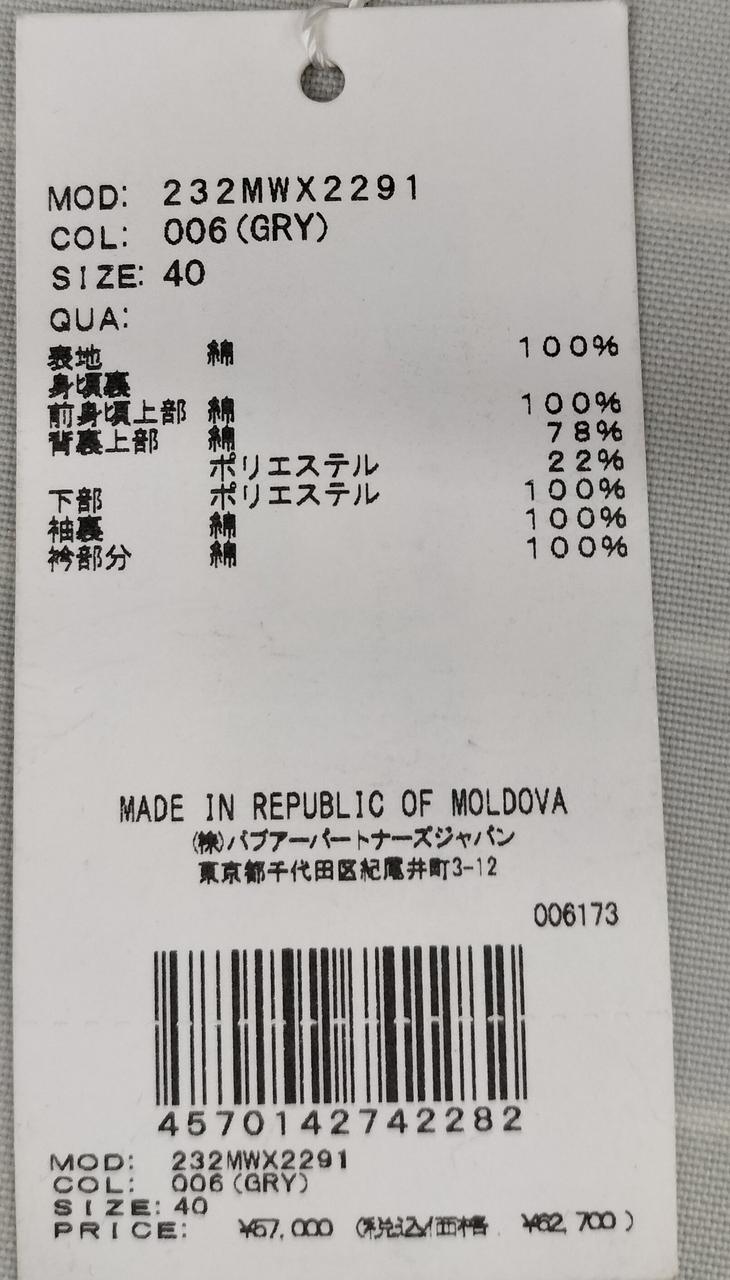 MOD: 232MWX2291
COL: 006(GRY)
SIZE: 40
QUA:
表地 綿 100%
身頃裏
前身頃上部 綿 100%
背裏上部 綿 78%
ポリエステル 22%
下部 ポリエステル 100%
袖裏 綿 100%
衿部分 綿 100%
MADE IN REPUBLIC OF MOLDOVA
(株)バブアーパートナーズジャパン
東京都千代田区紀尾井町3-12
006173
4570142742282
MOD: 232MWX2291
COL: 006(GRY)
SIZE: 40
PRICE: ¥57,000 (税込価格 ¥62,700)